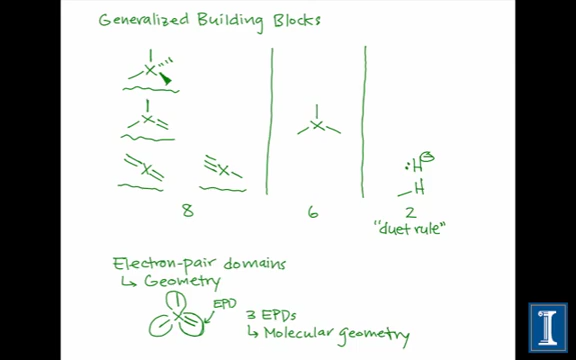 Generalized Building Blocks
X
X
X
X
X
:H⊖
H
8
6
2
"duet rule"
Electron-pair domains
↳ Geometry
X
EPD
3 EPDs
↳ Molecular geometry
I